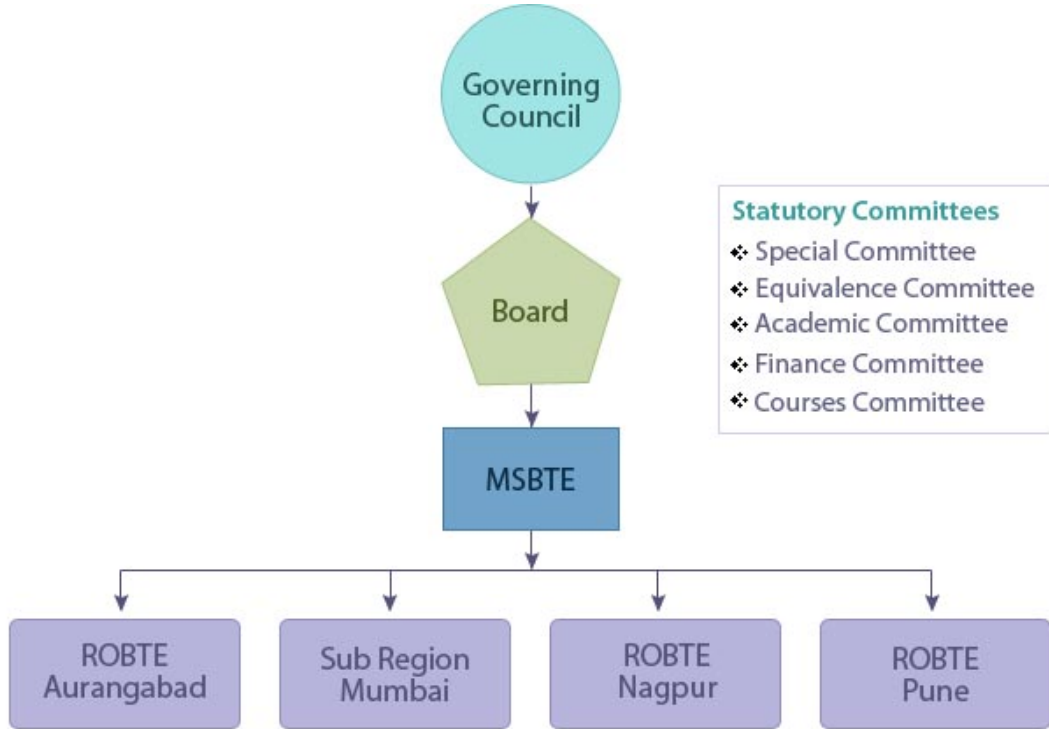 Governing
Council
Board
Statutory Committees
Special Committee
Equivalence Committee
Academic Committee
Finance Committee
Courses Committee
MSBTE
ROBTE
Aurangabad
Sub Region
Mumbai
ROBTE
Nagpur
ROBTE
Pune